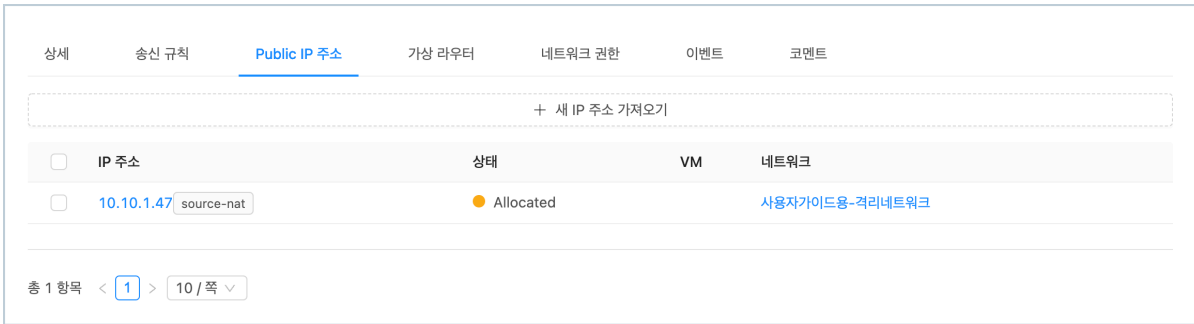 상세 송신 규칙 Public IP 주소 가상 라우터 네트워크 권한 이벤트 코멘트
+ 새 IP 주소 가져오기
IP 주소 상태 VM 네트워크
10.10.1.47 source-nat Allocated 사용자가이드용-격리네트워크
총 1 항목 < 1 > 10 / 쪽